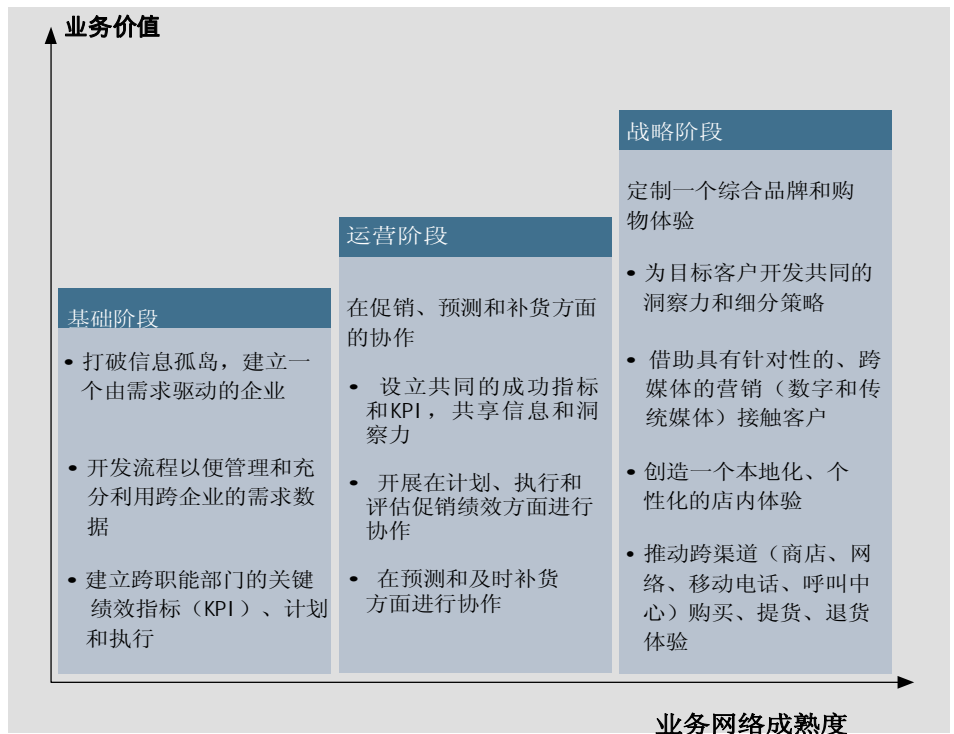 业务价值
战略阶段
定制一个综合品牌和购
物体验
• 为目标客户开发共同的
洞察力和细分策略
• 借助具有针对性的、跨
媒体的营销（数字和传
统媒体）接触客户
• 创造一个本地化、个
性化的店内体验
• 推动跨渠道（商店、网
络、移动电话、呼叫中
心）购买、提货、退货
体验
运营阶段
在促销、预测和补货方面
的协作
• 设立共同的成功指标
和KPI，共享信息和洞
察力
• 开展在计划、执行和
评估促销绩效方面进行
协作
• 在预测和及时补货
方面进行协作
基础阶段
• 打破信息孤岛，建立一
个由需求驱动的企业
• 开发流程以便管理和充
分利用跨企业的需求数
据
• 建立跨职能部门的关键
绩效指标（KPI）、计划
和执行
业务网络成熟度